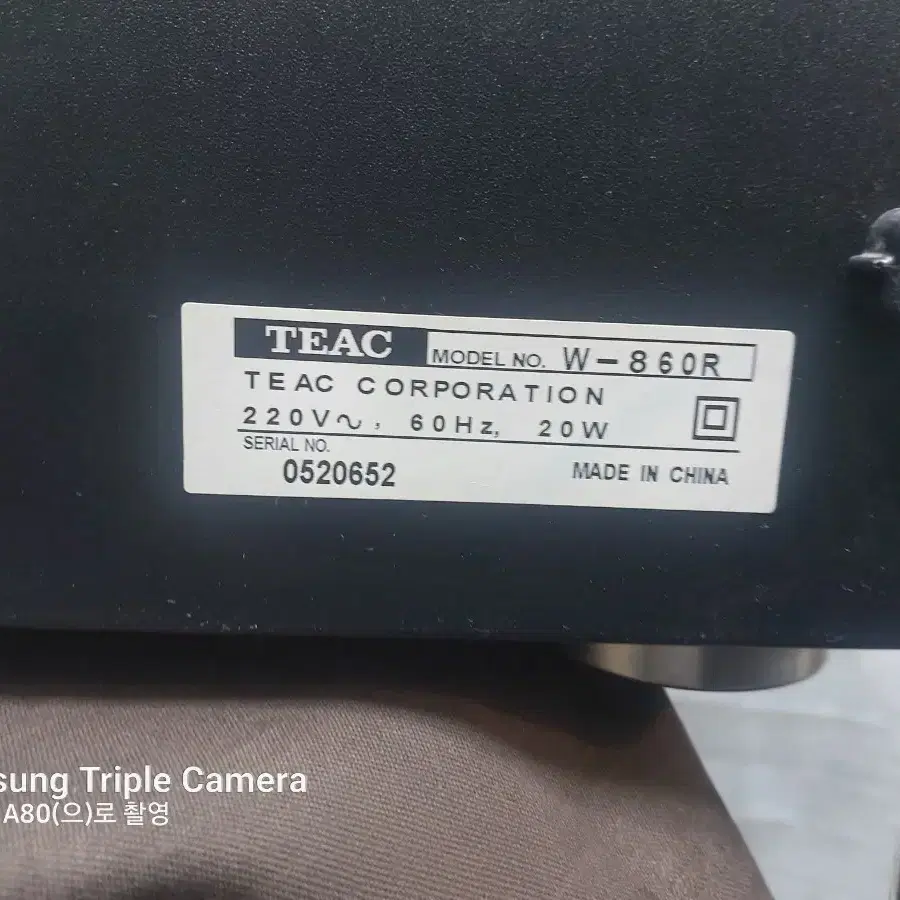 TEAC MODEL NO. W-860R
TEAC CORPORATION
220V~, 60Hz, 20W
SERIAL NO.
0520652 MADE IN CHINA
sung Triple Camera
A80(으)로 촬영